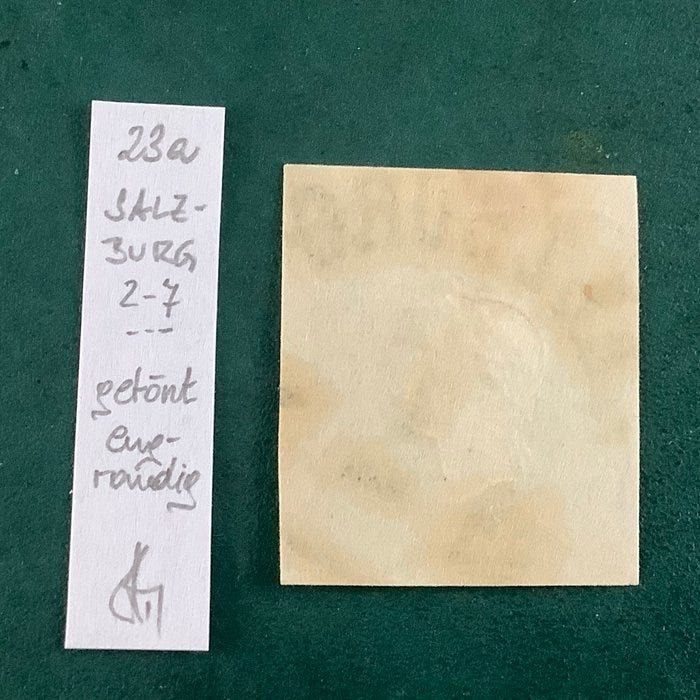 23a
SALZ-
BURG
2-7
---
getönt
eng-
randig